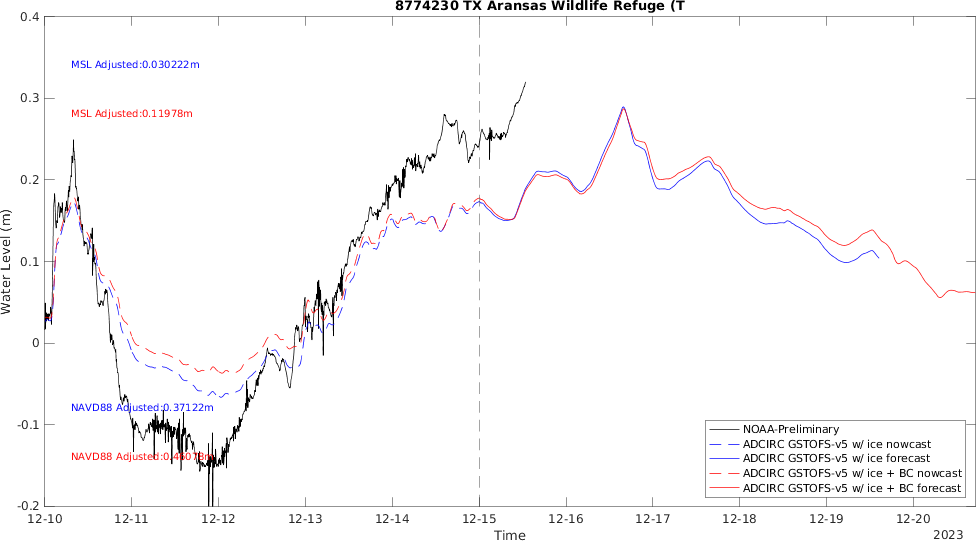 8774230 TX Aransas Wildlife Refuge (T
0.4
0.3
0.2
0.1
0
-0.1
-0.2
Water Level (m)
MSL Adjusted:0.030222m
MSL Adjusted:0.11978m
NAVD88 Adjusted:0.37122m
NAVD88 Adjusted:0.46078m
NOAA-Preliminary
ADCIRC GSTOFS-v5 w/ ice nowcast
ADCIRC GSTOFS-v5 w/ ice forecast
ADCIRC GSTOFS-v5 w/ ice + BC nowcast
ADCIRC GSTOFS-v5 w/ ice + BC forecast
12-10 12-11 12-12 12-13 12-14 12-15 12-16 12-17 12-18 12-19 12-20
Time
2023